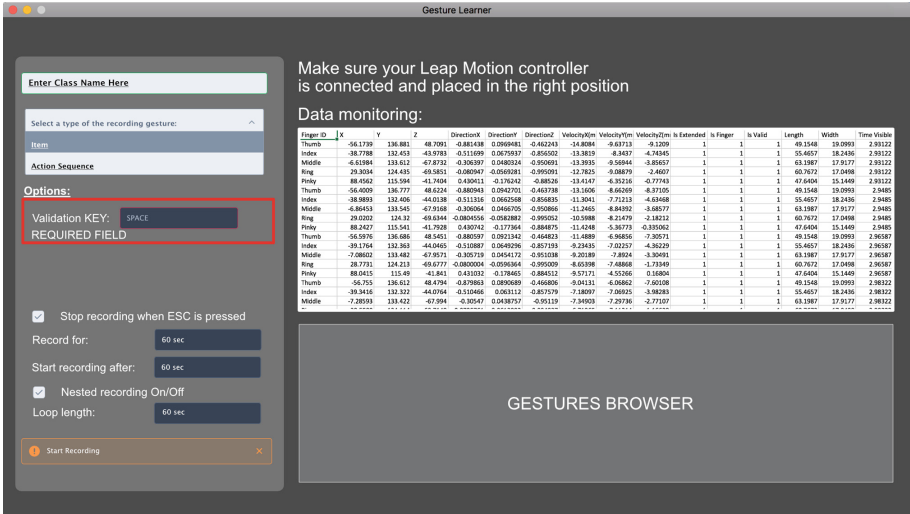 Gesture Learner
Enter Class Name Here
Select a type of the recording gesture:
Item
Action Sequence
Options:
Validation KEY: SPACE
REQUIRED FIELD
Stop recording when ESC is pressed
Record for: 60 sec
Start recording after: 60 sec
Nested recording On/Off
Loop length: 60 sec
Start Recording
Make sure your Leap Motion controller
is connected and placed in the right position
Data monitoring:
Finger ID X Y Z DirectionX DirectionY DirectionZ VelocityX(m VelocityY(m VelocityZ(m Is Extended Is Finger Is Valid Length Width Time Visible
Thumb -56.1739 136.881 48.7091 -0.881438 0.0969481 -0.462243 -14.8084 -9.63713 -9.1209 1 1 1 49.1548 19.0993 2.93122
Index -38.7788 132.453 -43.9783 -0.511699 0.0675937 -0.856502 -13.3819 -8.3437 -4.74345 1 1 1 55.4657 18.2436 2.93122
Middle -6.61984 133.612 -67.8732 -0.306397 0.0480324 -0.950691 -13.3935 -9.56944 -3.85657 1 1 1 63.1987 17.9177 2.93122
Ring 29.3034 124.435 -69.5851 -0.080947 -0.0569281 -0.995091 -12.7825 -9.08879 -2.4607 1 1 1 60.7672 17.0498 2.93122
Pinky 88.4562 115.594 -41.7404 0.430411 -0.176242 -0.88526 -13.4147 -6.35216 -0.77743 1 1 1 47.6404 15.1449 2.93122
Thumb -56.4009 136.777 48.6224 -0.880943 0.0942701 -0.463738 -13.1606 -8.66269 -8.37105 1 1 1 49.1548 19.0993 2.9485
Index -38.9893 132.406 -44.0138 -0.511316 0.0662568 -0.856835 -11.3041 -7.71213 -4.63468 1 1 1 55.4657 18.2436 2.9485
Middle -6.86453 133.545 -67.9168 -0.306064 0.0466705 -0.950866 -11.2465 -8.84392 -3.68577 1 1 1 63.1987 17.9177 2.9485
Ring 29.0202 124.32 -69.6344 -0.0804556 -0.0582882 -0.995052 -10.5988 -8.21479 -2.18212 1 1 1 60.7672 17.0498 2.9485
Pinky 88.2427 115.541 -41.7928 0.430742 -0.177364 -0.884875 -11.4248 -5.36773 -0.335062 1 1 1 47.6404 15.1449 2.9485
Thumb -56.5976 136.686 48.5451 -0.880597 0.0921342 -0.464823 -11.4889 -6.96856 -7.30571 1 1 1 49.1548 19.0993 2.96587
Index -39.1764 132.363 -44.0465 -0.510887 0.0649296 -0.857193 -9.23435 -7.02257 -4.36229 1 1 1 55.4657 18.2436 2.96587
Middle -7.08602 133.482 -67.9571 -0.305719 0.0454172 -0.951038 -9.20189 -7.8924 -3.30491 1 1 1 63.1987 17.9177 2.96587
Ring 28.7731 124.213 -69.6777 -0.0800004 -0.0596364 -0.995009 -8.65398 -7.48868 -1.73349 1 1 1 60.7672 17.0498 2.96587
Pinky 88.0415 115.49 -41.841 0.431032 -0.178465 -0.884512 -9.57171 -4.55266 0.16804 1 1 1 47.6404 15.1449 2.96587
Thumb -56.755 136.612 48.4794 -0.879863 0.0890689 -0.466806 -9.04131 -6.06862 -7.60108 1 1 1 49.1548 19.0993 2.98322
Index -39.3416 132.322 -44.0764 -0.510466 0.063112 -0.857579 -7.18097 -7.06925 -3.98283 1 1 1 55.4657 18.2436 2.98322
Middle -7.28593 133.422 -67.994 -0.30547 0.0438757 -0.95119 -7.34903 -7.29736 -2.77107 1 1 1 63.1987 17.9177 2.98322
GESTURES BROWSER